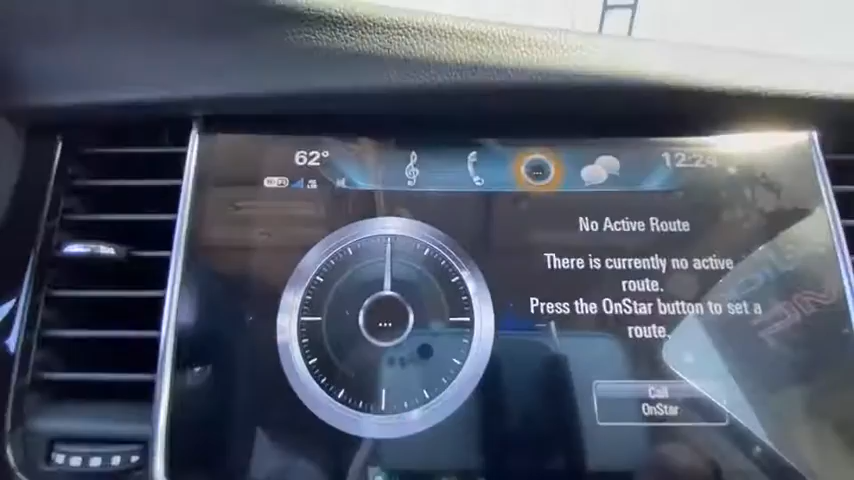 62°
12:24
No Active Route
There is currently no active
route.
Press the OnStar button to set a
route.
Call
OnStar